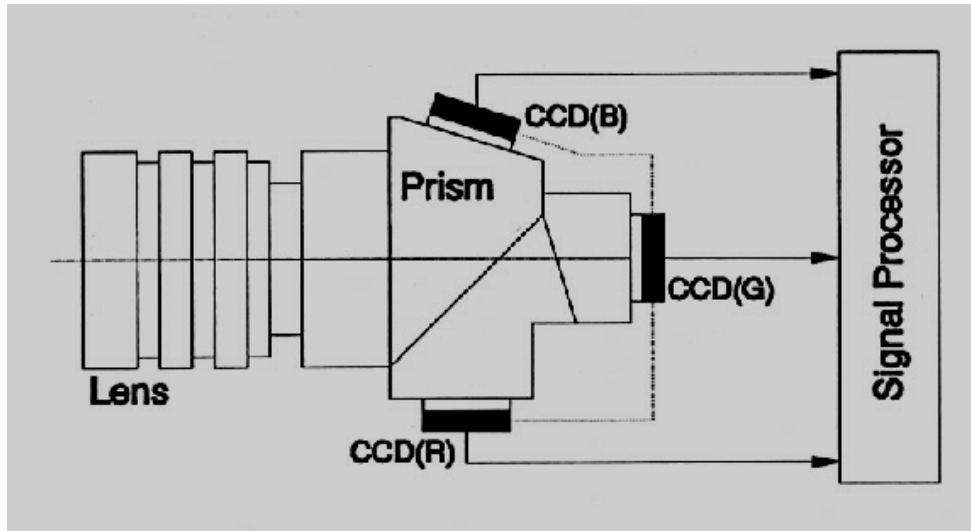 CCD(B)
Prism
CCD(G)
Lens
CCD(R)
Signal Processor